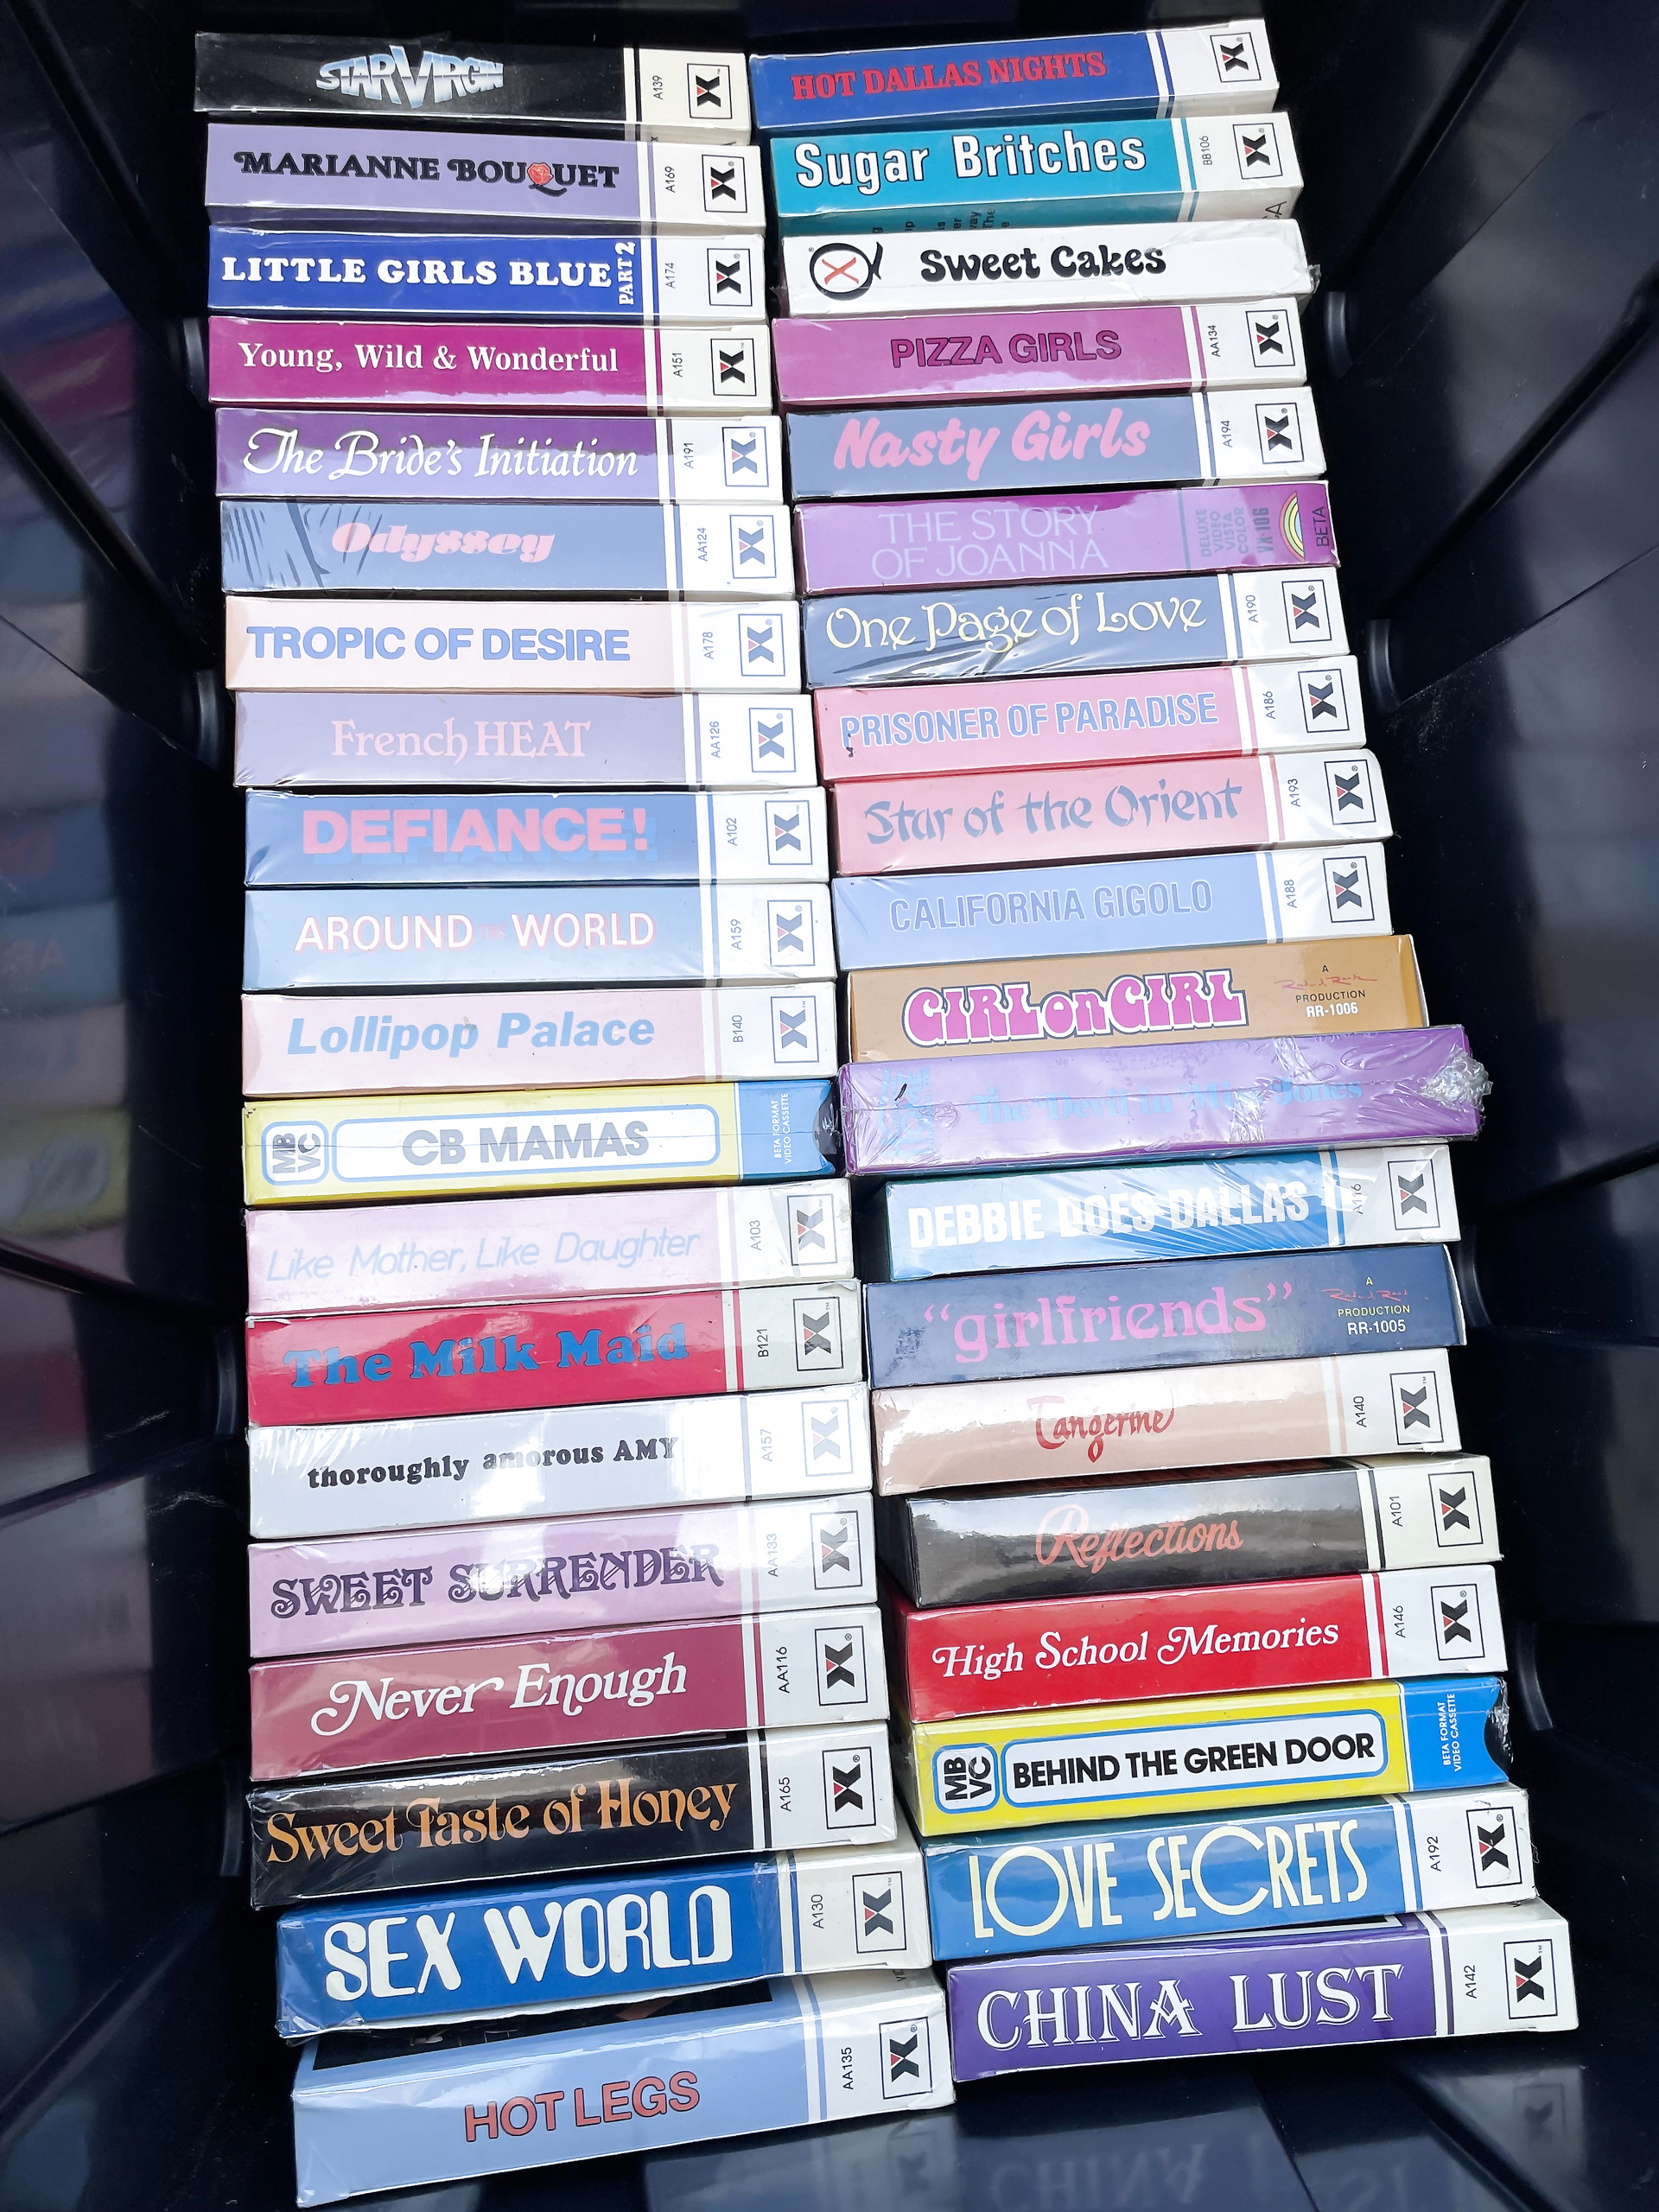 STAR VIRGIN
A139
MARIANNE BOUQUET
A169
LITTLE GIRLS BLUE PART 2
A174
Young, Wild & Wonderful
A151
The Bride's Initiation
A191
Odyssey
AA124
TROPIC OF DESIRE
A178
French HEAT
AA126
DEFIANCE!
A102
AROUND THE WORLD
A159
Lollipop Palace
B140
MB
VC
CB MAMAS
BETA FORMAT
VIDEO CASSETTE
Like Mother, Like Daughter
A103
The Milk Maid
B121
thoroughly amorous AMY
A157
SWEET SURRENDER
AA133
Never Enough
AA116
Sweet Taste of Honey
A165
SEX WORLD
A130
HOT LEGS
AA135
HOT DALLAS NIGHTS
X
Sugar Britches
BB106
X
Sweet Cakes
PIZZA GIRLS
AA134
Nasty Girls
A194
THE STORY
OF JOANNA
DELUXE
VIDEO
VISTA
COLOR
VX-106
BETA
One Page of Love
A190
PRISONER OF PARADISE
A186
Star of the Orient
A193
CALIFORNIA GIGOLO
A188
GIRL on GIRL
A
PRODUCTION
RR-1006
The Devil in Miss Jones
DEBBIE DOES DALLAS
"girlfriends"
A
PRODUCTION
RR-1005
Tangerine
A140
Reflections
A101
High School Memories
A146
MB
VC
BEHIND THE GREEN DOOR
BETA FORMAT
VIDEO CASSETTE
LOVE SECRETS
A192
CHINA LUST
A142